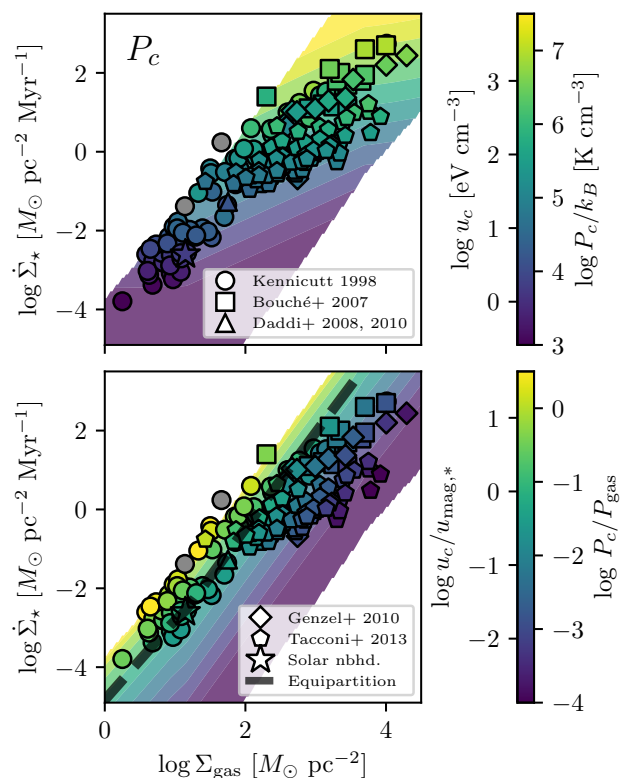 P_c
log Σ̇⋆ [M⊙ pc⁻² Myr⁻¹]
2
0
−2
−4
Kennicutt 1998
Bouché+ 2007
Daddi+ 2008, 2010
log u_c [eV cm⁻³]
3
2
1
0
log P_c/k_B [K cm⁻³]
7
6
5
4
3
log Σ̇⋆ [M⊙ pc⁻² Myr⁻¹]
2
0
−2
−4
Genzel+ 2010
Tacconi+ 2013
Solar nbhd.
Equipartition
0
2
4
log Σ_gas [M⊙ pc⁻²]
log u_c/u_mag,*
1
0
−1
−2
log P_c/P_gas
0
−1
−2
−3
−4